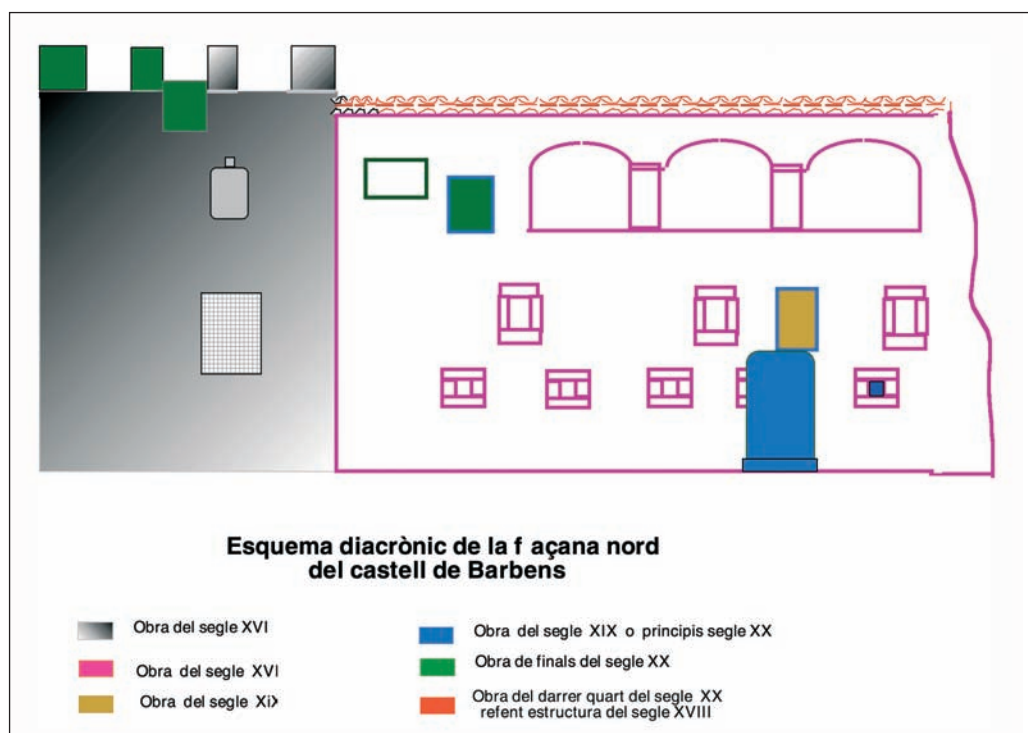 Esquema diacrònic de la f açana nord
del castell de Barbens
Obra del segle XVI
Obra del segle XVI
Obra del segle XiX
Obra del segle XIX o principis segle XX
Obra de finals del segle XX
Obra del darrer quart del segle XX
refent estructura del segle XVIII